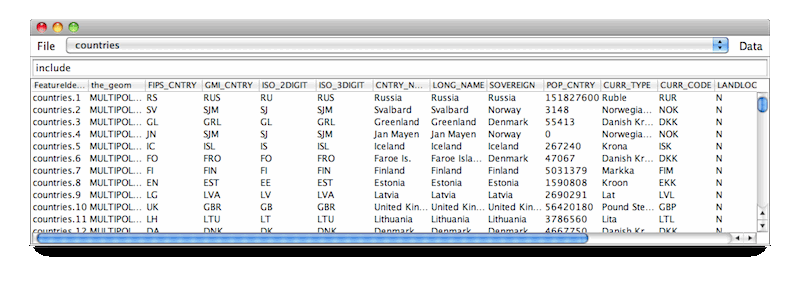 File countries Data
include
FeatureIde... the_geom FIPS_CNTRY GMI_CNTRY ISO_2DIGIT ISO_3DIGIT CNTRY_N... LONG_NAME SOVEREIGN POP_CNTRY CURR_TYPE CURR_CODE LANDLOC
countries.1 MULTIPOL... RS RUS RU RUS Russia Russia Russia 151827600 Ruble RUR N
countries.2 MULTIPOL... SV SJM SJ SJM Svalbard Svalbard Norway 3148 Norwegia... NOK N
countries.3 MULTIPOL... GL GRL GL GRL Greenland Greenland Denmark 55413 Danish Kr... DKK N
countries.4 MULTIPOL... JN SJM SJ SJM Jan Mayen Jan Mayen Norway 0 Norwegia... NOK N
countries.5 MULTIPOL... IC ISL IS ISL Iceland Iceland Iceland 267240 Krona ISK N
countries.6 MULTIPOL... FO FRO FO FRO Faroe Is. Faroe Isla... Denmark 47067 Danish Kr... DKK N
countries.7 MULTIPOL... FI FIN FI FIN Finland Finland Finland 5031379 Markka FIM N
countries.8 MULTIPOL... EN EST EE EST Estonia Estonia Estonia 1590808 Kroon EKK N
countries.9 MULTIPOL... LG LVA LV LVA Latvia Latvia Latvia 2690291 Lat LVL N
countries.10 MULTIPOL... UK GBR GB GBR United Kin... United Kin... United Kin... 56420180 Pound Ste... GBP N
countries.11 MULTIPOL... LH LTU LT LTU Lithuania Lithuania Lithuania 3786560 Lita LTL N
countries.12 MULTIPOL... DA DNK DK DNK Denmark Denmark Denmark 4667750 Danish Kr... DKK N